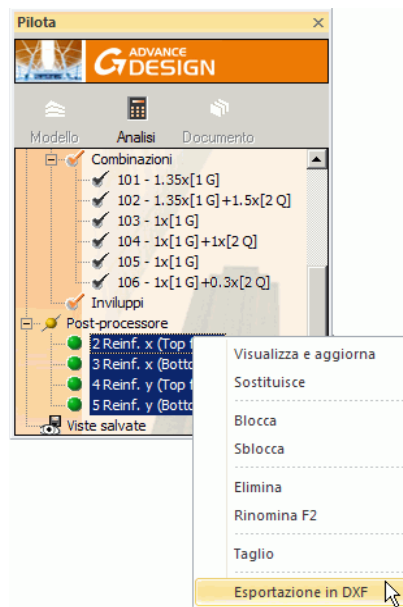 Pilota
ADVANCE
DESIGN
Modello Analisi Documento
Combinazioni
101 - 1.35x[1 G]
102 - 1.35x[1 G]+1.5x[2 Q]
103 - 1x[1 G]
104 - 1x[1 G]+1x[2 Q]
105 - 1x[1 G]
106 - 1x[1 G]+0.3x[2 Q]
Inviluppi
Post-processore
2 Reinf. x (Top f
3 Reinf. x (Botto
4 Reinf. y (Top f
5 Reinf. y (Botto
Viste salvate
Visualizza e aggiorna
Sostituisce
Blocca
Sblocca
Elimina
Rinomina F2
Taglio
Esportazione in DXF